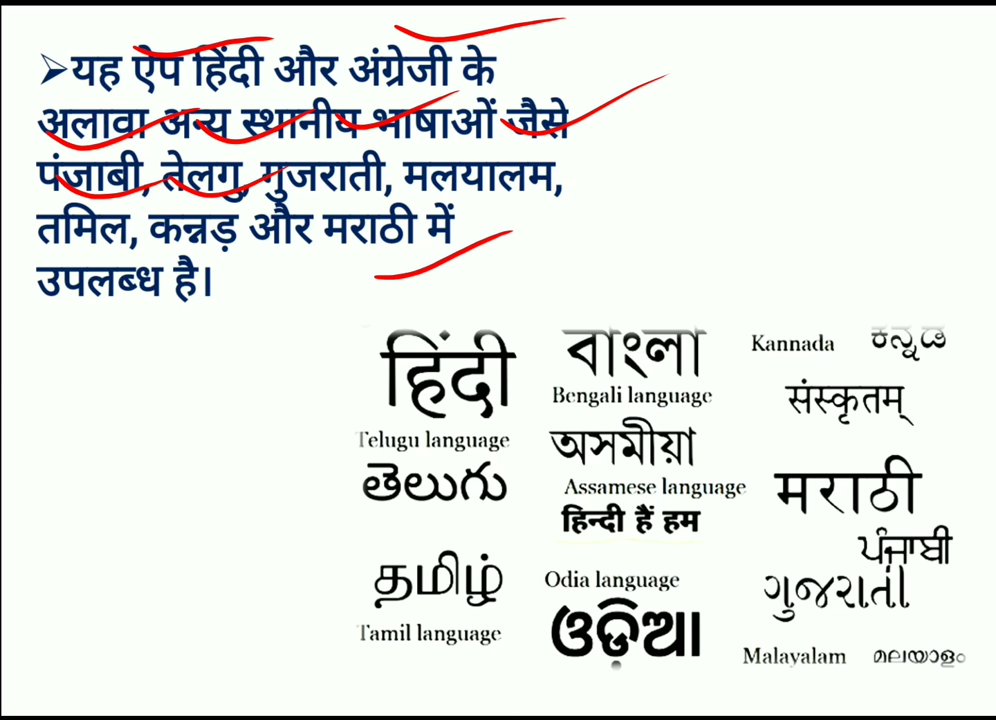 ➢यह ऐप हिंदी और अंग्रेजी के
अलावा अन्य स्थानीय भाषाओं जैसे
पंजाबी, तेलगु, गुजराती, मलयालम,
तमिल, कन्नड़ और मराठी में
उपलब्ध है।
हिंदी
Telugu language
తెలుగు
தமிழ்
Tamil language
বাংলা
Bengali language
অসমীয়া
Assamese language
हिन्दी हैं हम
Odia language
ଓଡ଼ିଆ
Kannada ಕನ್ನಡ
संस्कृतम्
मराठी
ਪੰਜਾਬੀ
ગુજરાતી
Malayalam മലയാളം